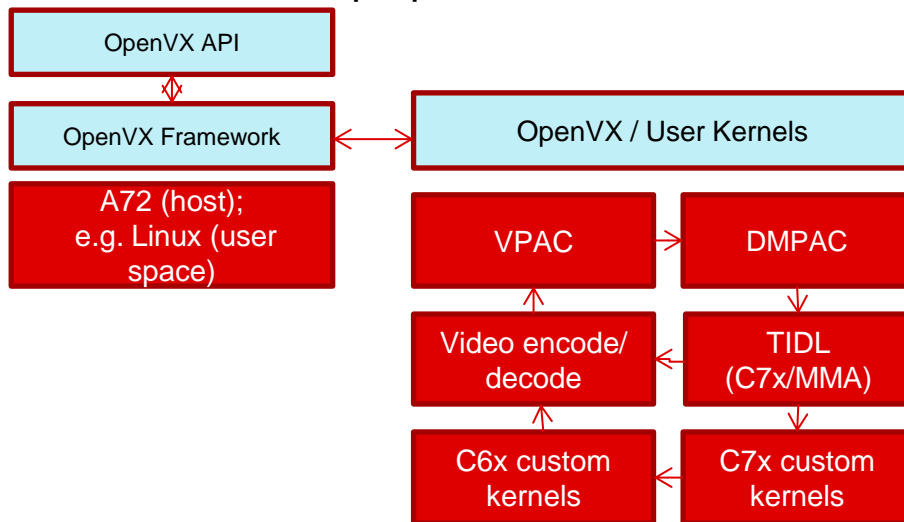 OpenVX API
OpenVX Framework
OpenVX / User Kernels
A72 (host);
e.g. Linux (user
space)
VPAC
DMPAC
Video encode/
decode
TIDL
(C7x/MMA)
C6x custom
kernels
C7x custom
kernels